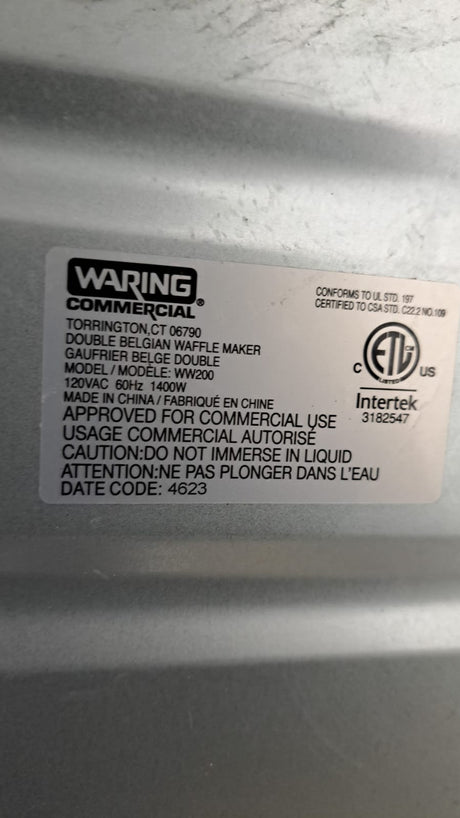 WARING
COMMERCIAL®
TORRINGTON,CT 06790
DOUBLE BELGIAN WAFFLE MAKER
GAUFRIER BELGE DOUBLE
MODEL / MODÈLE: WW200
120VAC 60Hz 1400W
MADE IN CHINA / FABRIQUÉ EN CHINE
APPROVED FOR COMMERCIAL USE
USAGE COMMERCIAL AUTORISÉ
CAUTION:DO NOT IMMERSE IN LIQUID
ATTENTION:NE PAS PLONGER DANS L'EAU
DATE CODE: 4623
CONFORMS TO UL STD. 197
CERTIFIED TO CSA STD. C22.2 NO.109
C ETL CM US
LISTED
Intertek
3182547